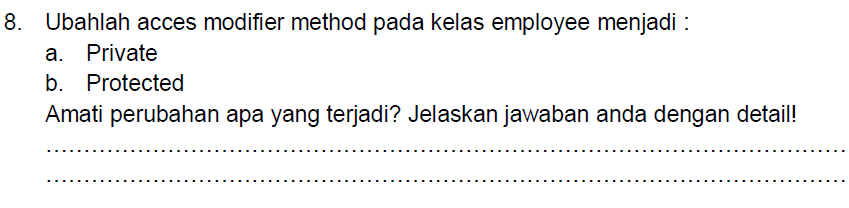 8. Ubahlah acces modifier method pada kelas employee menjadi :
a. Private
b. Protected
Amati perubahan apa yang terjadi? Jelaskan jawaban anda dengan detail!
……………………………………………………………………………………………
……………………………………………………………………………………………